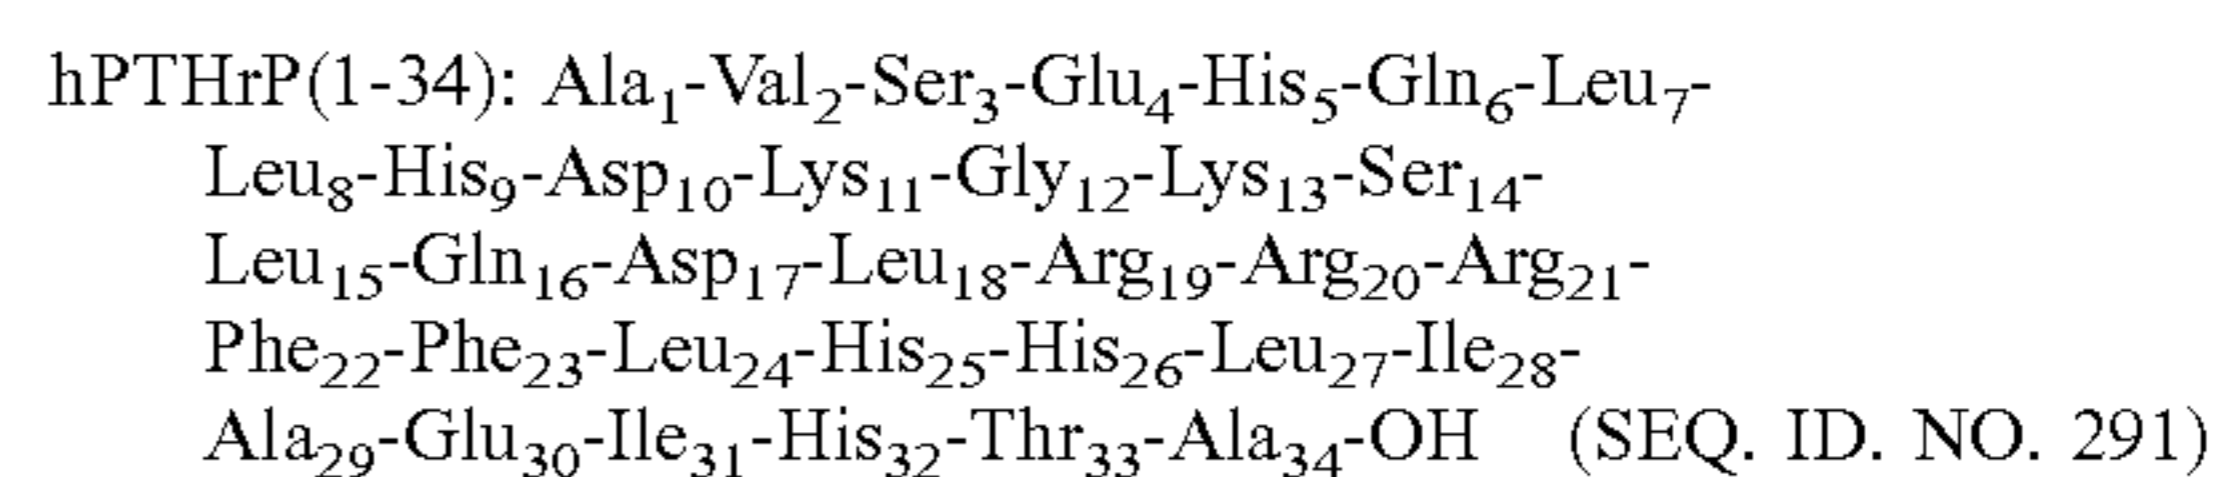 hPTHrP(1-34): Ala₁-Val₂-Ser₃-Glu₄-His₅-Gln₆-Leu₇-
Leu₈-His₉-Asp₁₀-Lys₁₁-Gly₁₂-Lys₁₃-Ser₁₄-
Leu₁₅-Gln₁₆-Asp₁₇-Leu₁₈-Arg₁₉-Arg₂₀-Arg₂₁-
Phe₂₂-Phe₂₃-Leu₂₄-His₂₅-His₂₆-Leu₂₇-Ile₂₈-
Ala₂₉-Glu₃₀-Ile₃₁-His₃₂-Thr₃₃-Ala₃₄-OH (SEQ. ID. NO. 291)